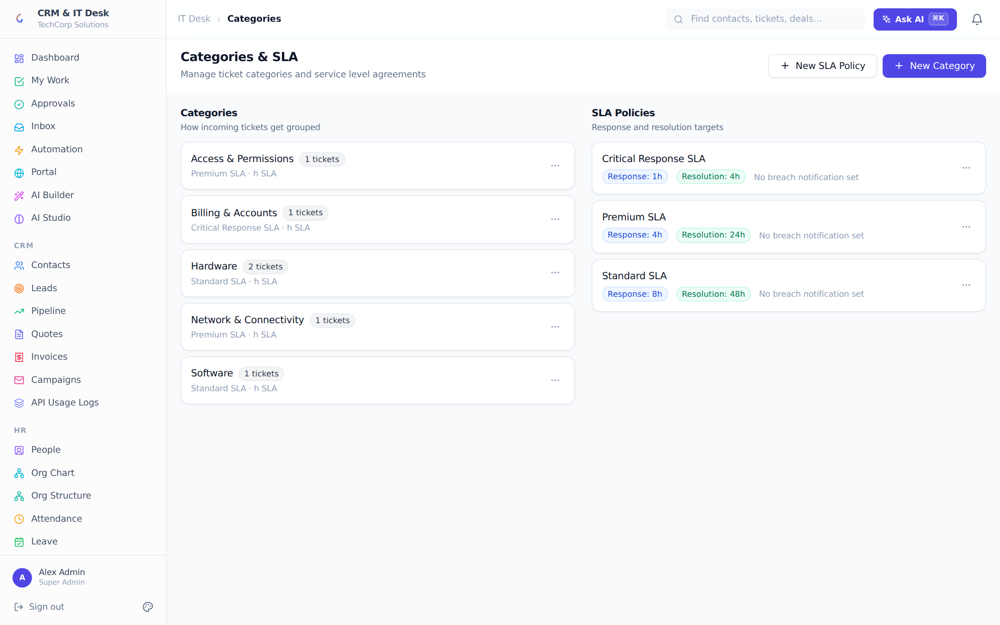 CRM & IT Desk
TechCorp Solutions
Dashboard
My Work
Approvals
Inbox
Automation
Portal
AI Builder
AI Studio
CRM
Contacts
Leads
Pipeline
Quotes
Invoices
Campaigns
API Usage Logs
HR
People
Org Chart
Org Structure
Attendance
Leave
A
Alex Admin
Super Admin
Sign out
IT Desk > Categories
Find contacts, tickets, deals...
Ask AI ⌘K
Categories & SLA
Manage ticket categories and service level agreements
+ New SLA Policy
+ New Category
Categories
How incoming tickets get grouped
Access & Permissions 1 tickets
Premium SLA · h SLA
Billing & Accounts 1 tickets
Critical Response SLA · h SLA
Hardware 2 tickets
Standard SLA · h SLA
Network & Connectivity 1 tickets
Premium SLA · h SLA
Software 1 tickets
Standard SLA · h SLA
SLA Policies
Response and resolution targets
Critical Response SLA
Response: 1h Resolution: 4h No breach notification set
Premium SLA
Response: 4h Resolution: 24h No breach notification set
Standard SLA
Response: 8h Resolution: 48h No breach notification set